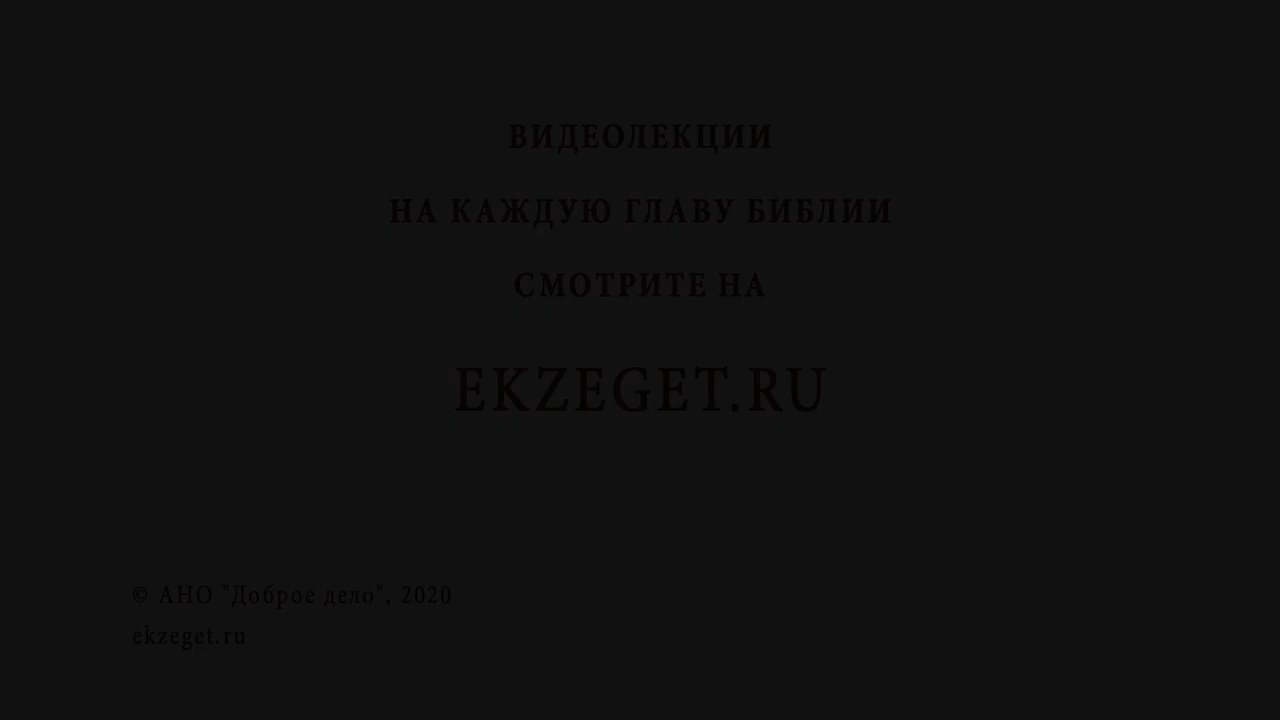 ВИДЕОЛЕКЦИИ
НА КАЖДУЮ ГЛАВУ БИБЛИИ
СМОТРИТЕ НА
EKZEGET.RU
© АНО "Доброе дело", 2020
ekzeget.ru